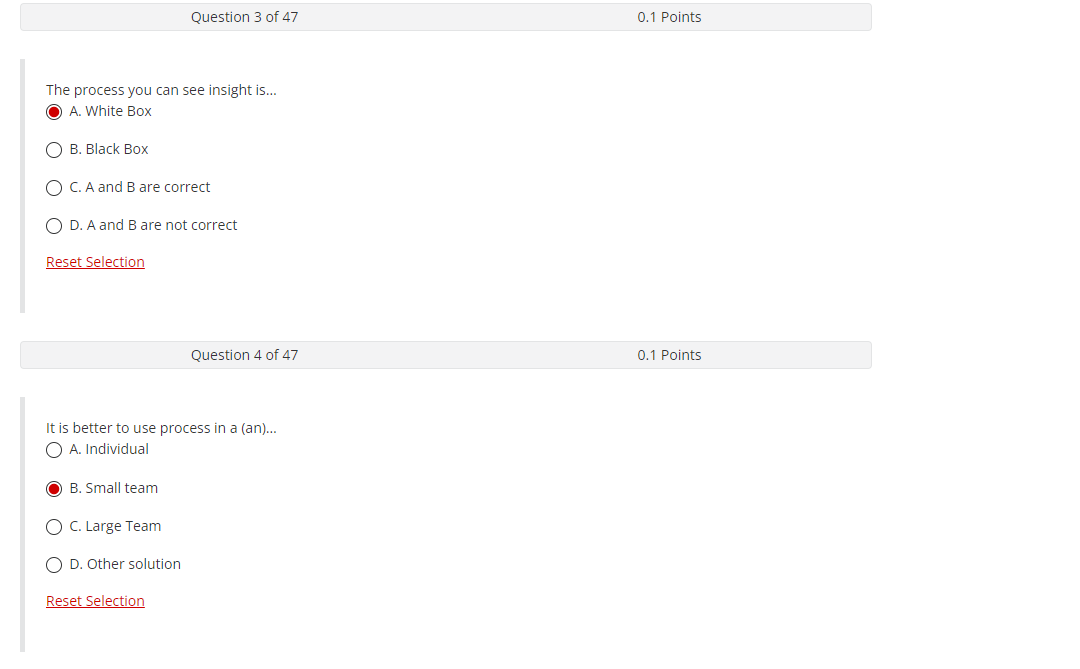 Question 3 of 47 0.1 Points
The process you can see insight is...
A. White Box
B. Black Box
C. A and B are correct
D. A and B are not correct
Reset Selection
Question 4 of 47 0.1 Points
It is better to use process in a (an)...
A. Individual
B. Small team
C. Large Team
D. Other solution
Reset Selection